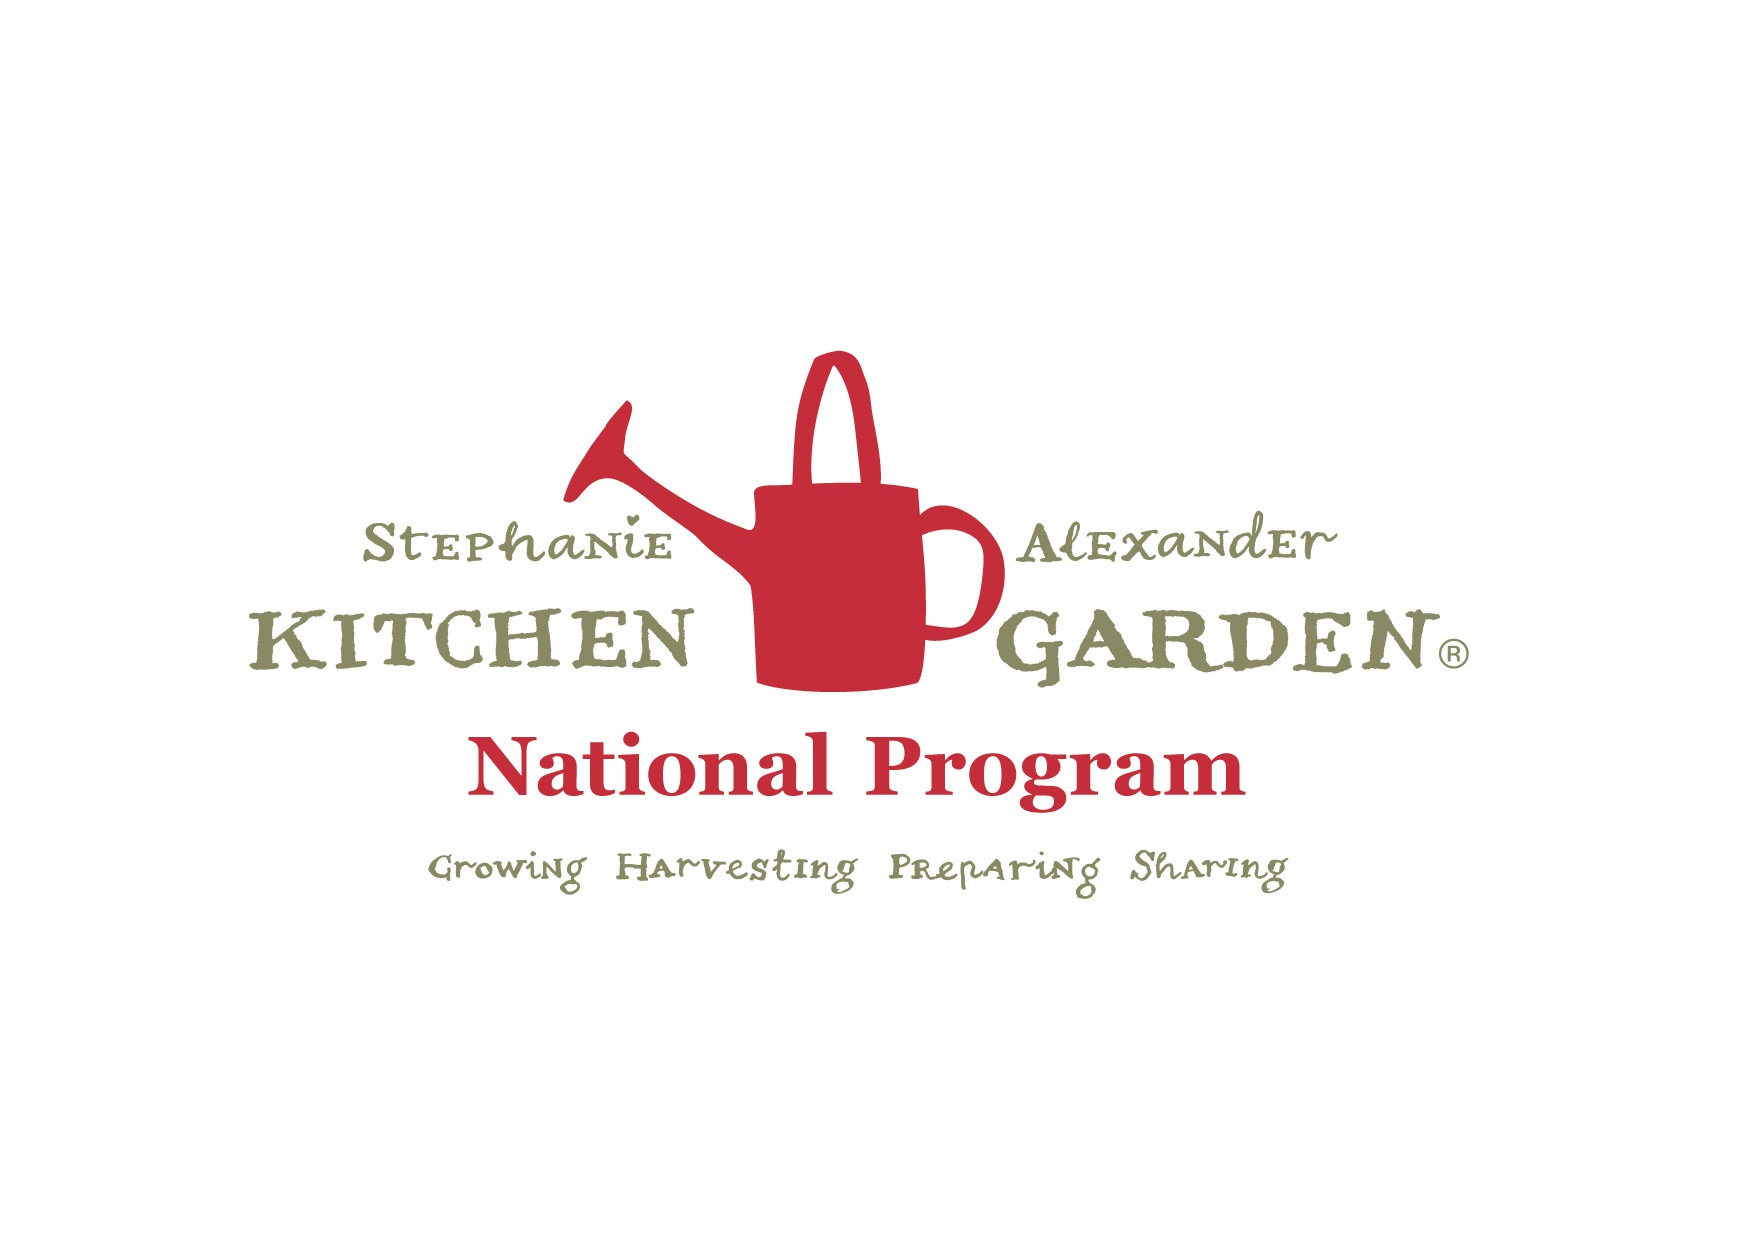 Stephanie Alexander
KITCHEN GARDEN®
National Program
Growing Harvesting Preparing Sharing